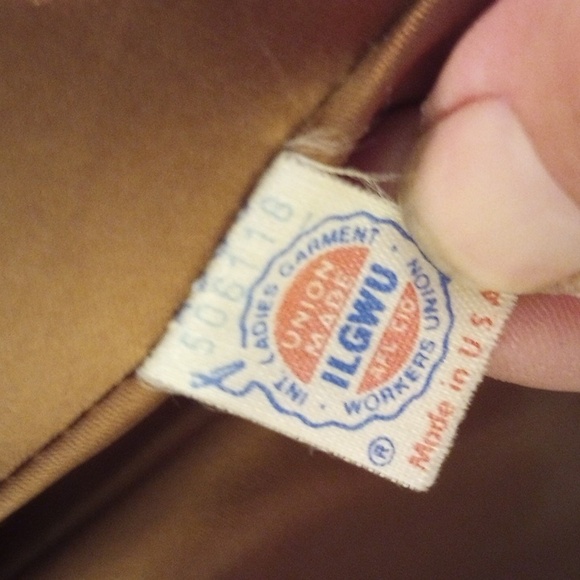 506118
INT. LADIES GARMENT · WORKERS UNION ·
UNION
MADE
ILGWU
AFL CIO
®
Made in U.S.A